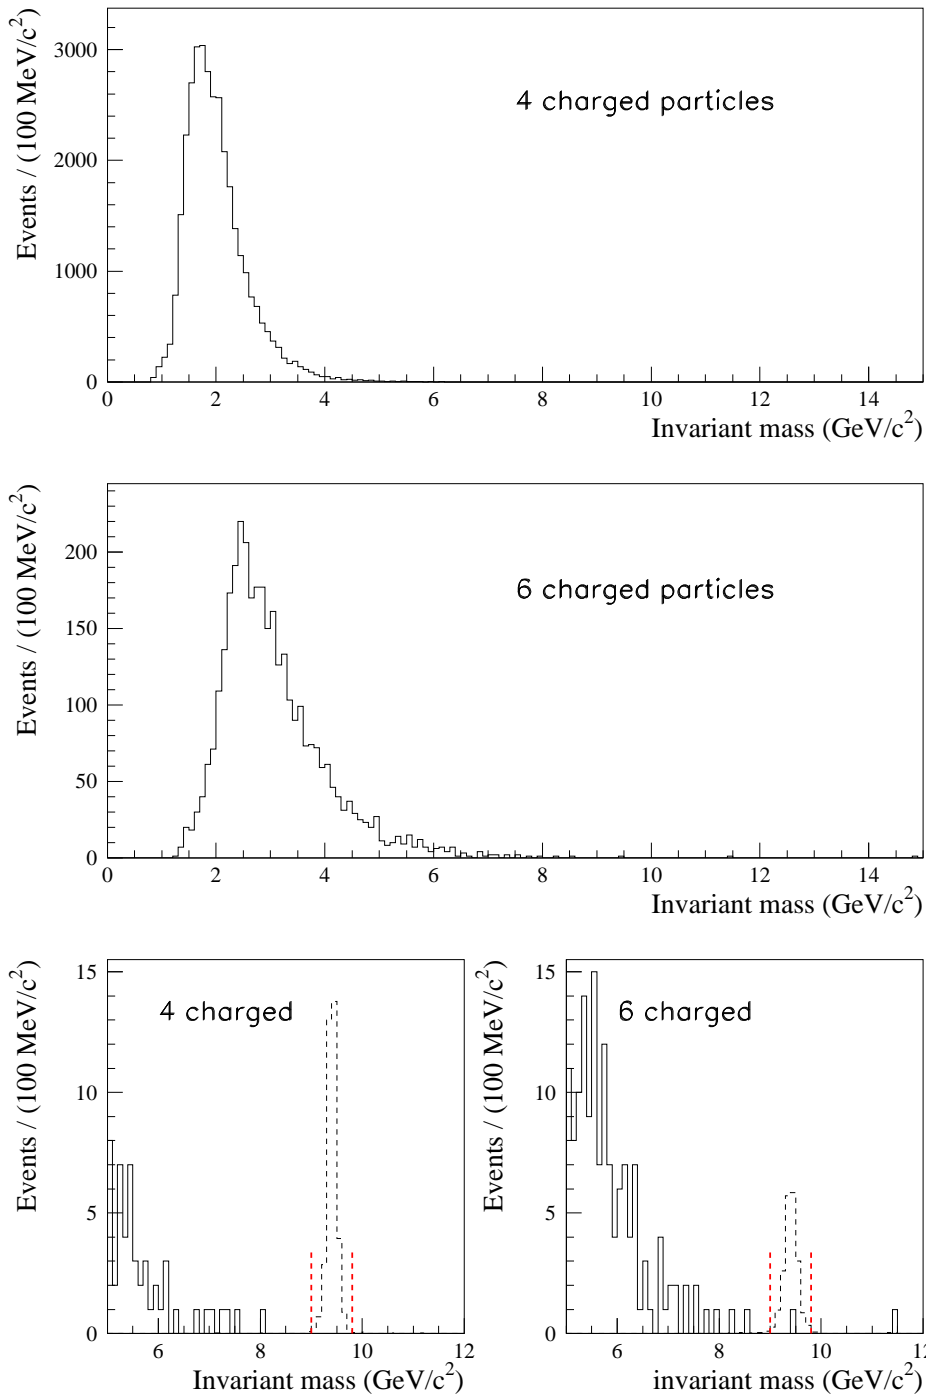 Events / (100 MeV/c²)
3000
2000
1000
0
4 charged particles
0 2 4 6 8 10 12 14
Invariant mass (GeV/c²)
Events / (100 MeV/c²)
200
150
100
50
0
6 charged particles
0 2 4 6 8 10 12 14
Invariant mass (GeV/c²)
Events / (100 MeV/c²)
15
10
5
0
4 charged
6 8 10 12
Invariant mass (GeV/c²)
Events / (100 MeV/c²)
15
10
5
0
6 charged
6 8 10 12
invariant mass (GeV/c²)